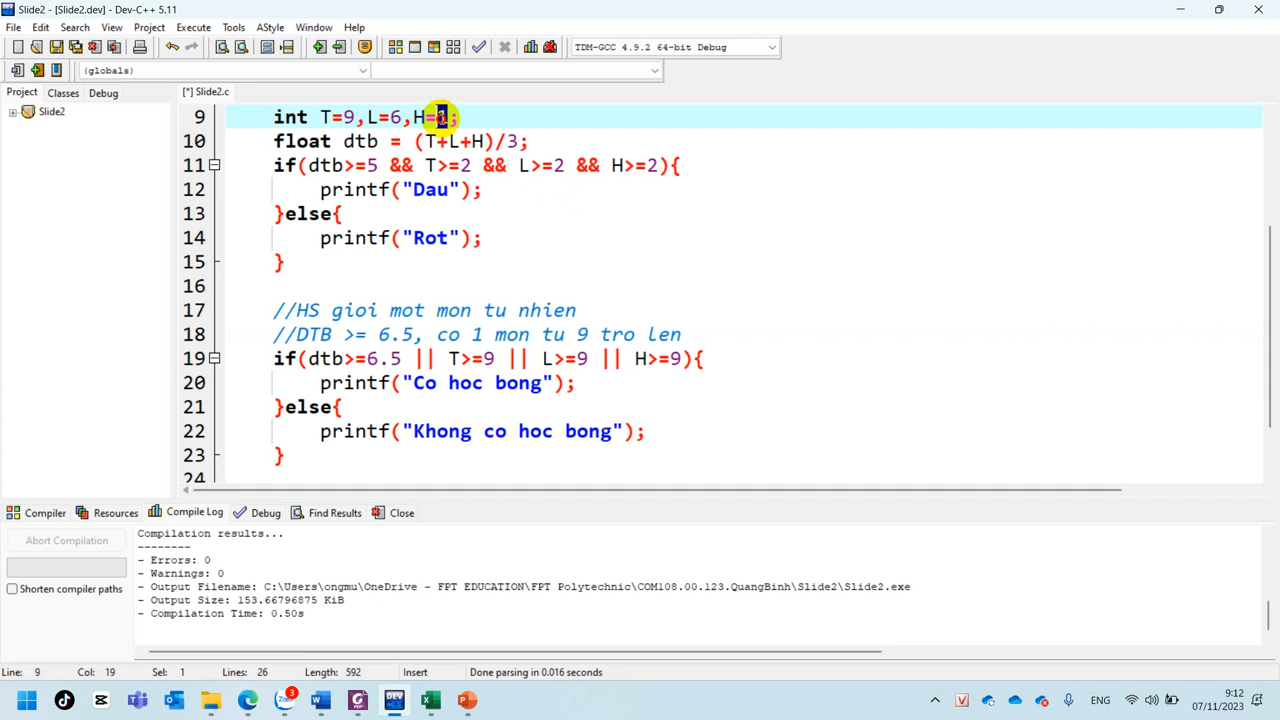 Slide2 - [Slide2.dev] - Dev-C++ 5.11
File Edit Search View Project Execute Tools AStyle Window Help
TDM-GCC 4.9.2 64-bit Debug
(globals)
Project Classes Debug [*] Slide2.c
Slide2
9 int T=9,L=6,H=
10 float dtb = (T+L+H)/3;
11 if(dtb>=5 && T>=2 && L>=2 && H>=2){
12 printf("Dau");
13 }else{
14 printf("Rot");
15 }
16
17 //HS gioi mot mon tu nhien
18 //DTB >= 6.5, co 1 mon tu 9 tro len
19 if(dtb>=6.5 || T>=9 || L>=9 || H>=9){
20 printf("Co hoc bong");
21 }else{
22 printf("Khong co hoc bong");
23 }
24
Compiler Resources Compile Log Debug Find Results Close
Abort Compilation
Shorten compiler paths
Compilation results...
--------
- Errors: 0
- Warnings: 0
- Output Filename: C:\Users\ongmu\OneDrive - FPT EDUCATION\FPT Polytechnic\COM108.00.123.QuangBinh\Slide2\Slide2.exe
- Output Size: 153.66796875 KiB
- Compilation Time: 0.50s
Line: 9 Col: 19 Sel: 1 Lines: 26 Length: 592 Insert Done parsing in 0.016 seconds
3
ENG
9:12
07/11/2023